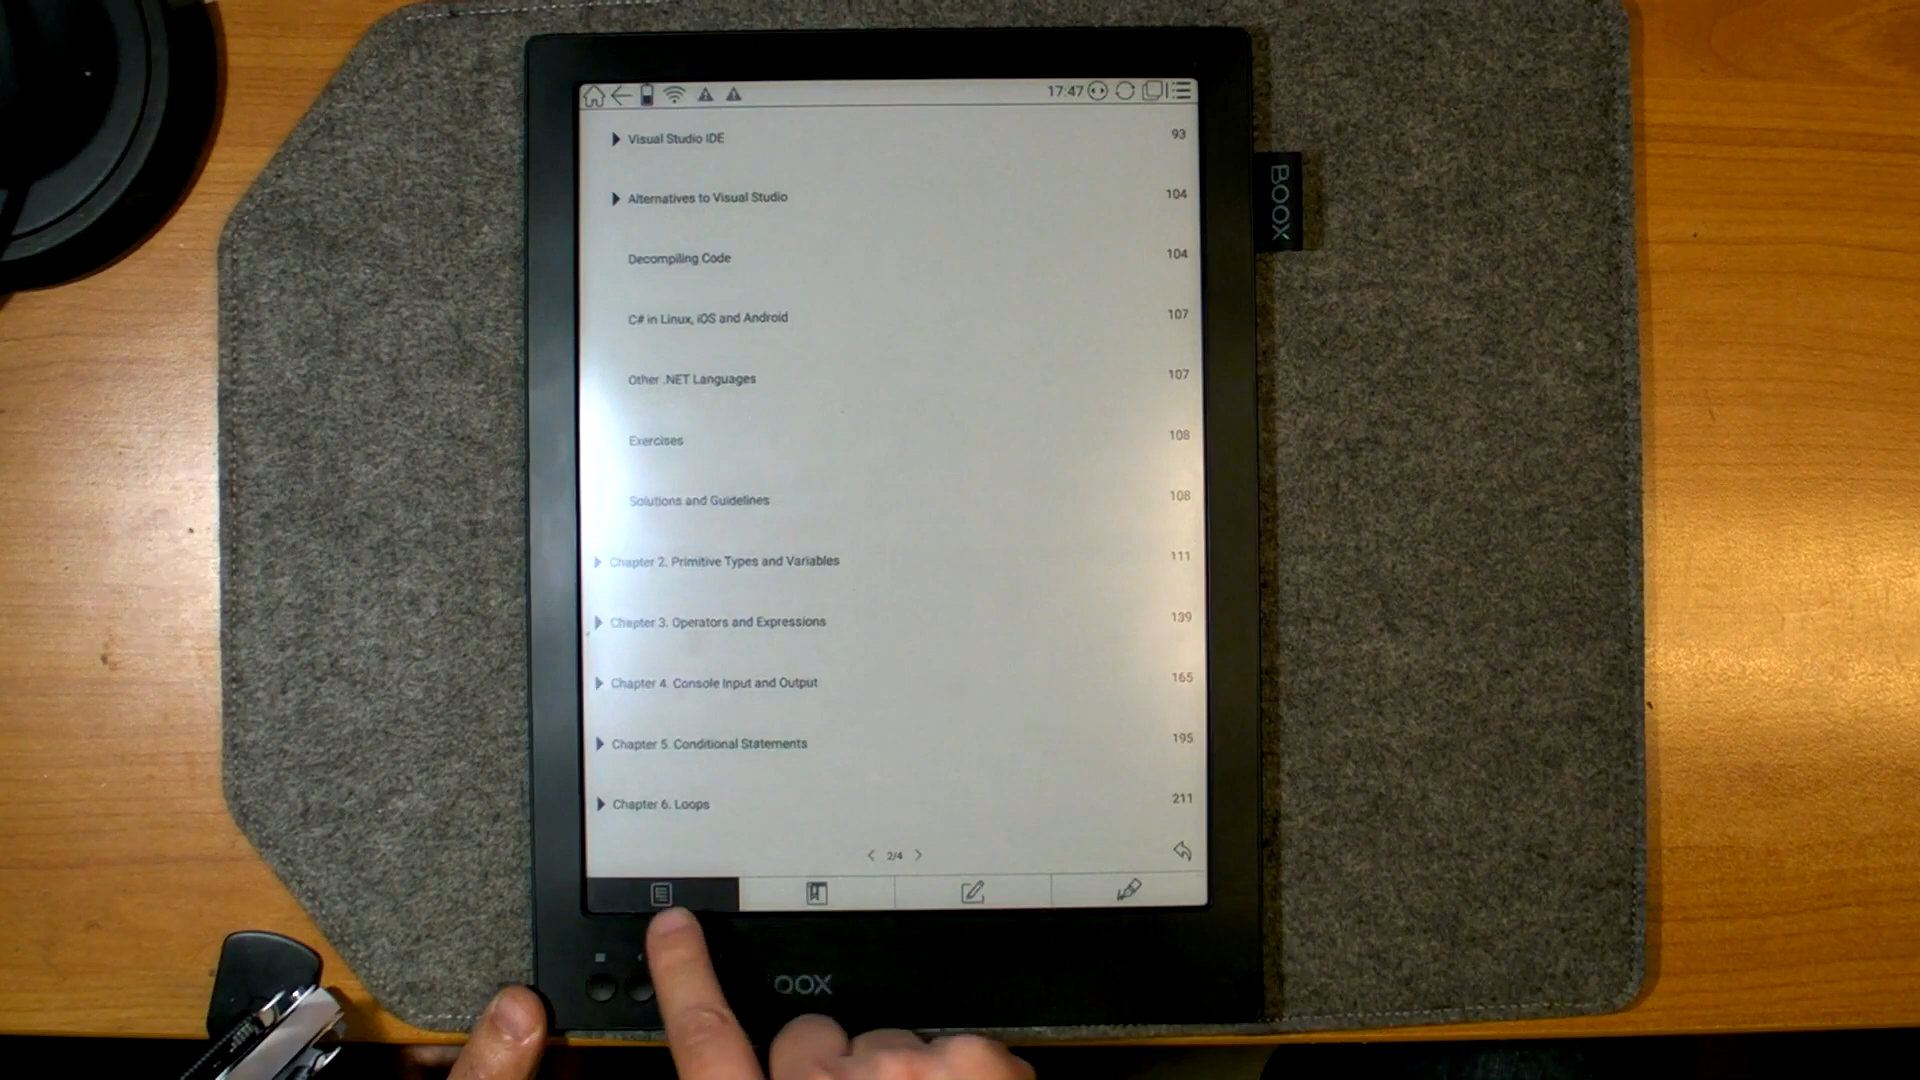 17:47
Visual Studio IDE 93
Alternatives to Visual Studio 104
Decompiling Code 104
C# in Linux, iOS and Android 107
Other .NET Languages 107
Exercises 108
Solutions and Guidelines 108
Chapter 2. Primitive Types and Variables 111
Chapter 3. Operators and Expressions 139
Chapter 4. Console Input and Output 165
Chapter 5. Conditional Statements 195
Chapter 6. Loops 211
2/4
BOOX
OOX